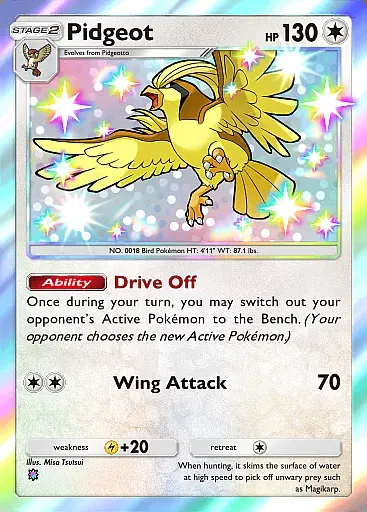 STAGE 2 Pidgeot HP 130
Evolves from Pidgeotto
NO. 0018 Bird Pokémon HT: 4'11" WT: 87.1 lbs.
Ability Drive Off
Once during your turn, you may switch out your
opponent's Active Pokémon to the Bench. (Your
opponent chooses the new Active Pokémon.)
Wing Attack 70
weakness +20 retreat
Illus. Misa Tsutsui
When hunting, it skims the surface of water
at high speed to pick off unwary prey such
as Magikarp.